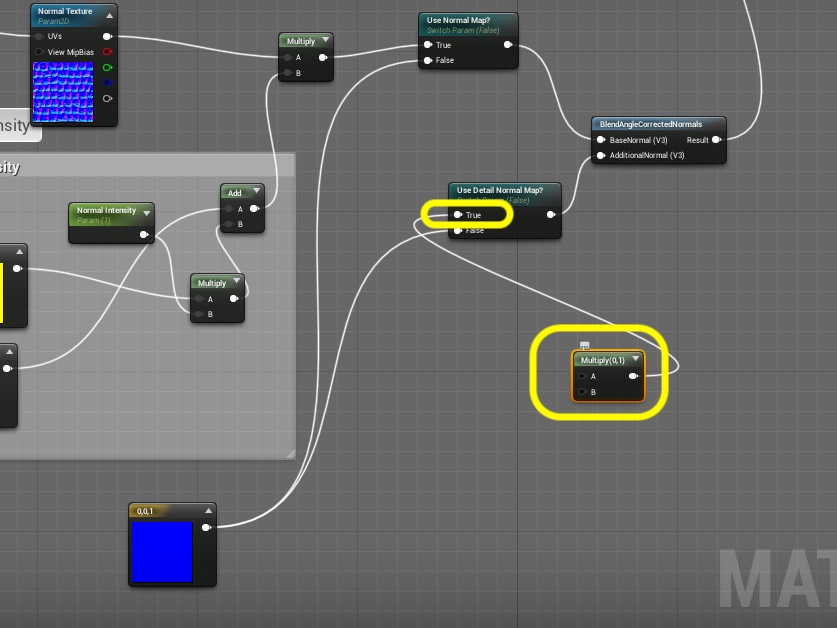 Normal Texture
Param2D
UVs
View MipBias
nsity
Multiply
A
B
Use Normal Map?
Switch Param (False)
True
False
BlendAngleCorrectedNormals
BaseNormal (V3)
Result
AdditionalNormal (V3)
sity
Normal Intensity
Param (1)
Add
A
B
Use Detail Normal Map?
Switch Param (False)
True
False
Multiply
A
B
Multiply(0,1)
A
B
0,0,1
MAT